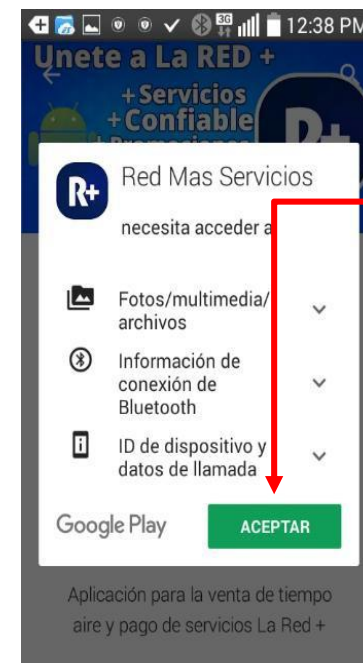 3G 12:38 PM
Unete a La RED +
+Servicios
+Confiable
R+
Red Mas Servicios
necesita acceder a
Fotos/multimedia/
archivos
Información de
conexión de
Bluetooth
ID de dispositivo y
datos de llamada
Google Play
ACEPTAR
Aplicación para la venta de tiempo
aire y pago de servicios La Red +